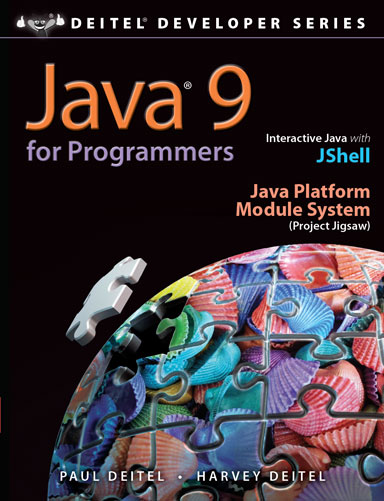 DEITEL® DEVELOPER SERIES
Java® 9
for Programmers
Interactive Java with
JShell
Java Platform
Module System
(Project Jigsaw)
PAUL DEITEL • HARVEY DEITEL